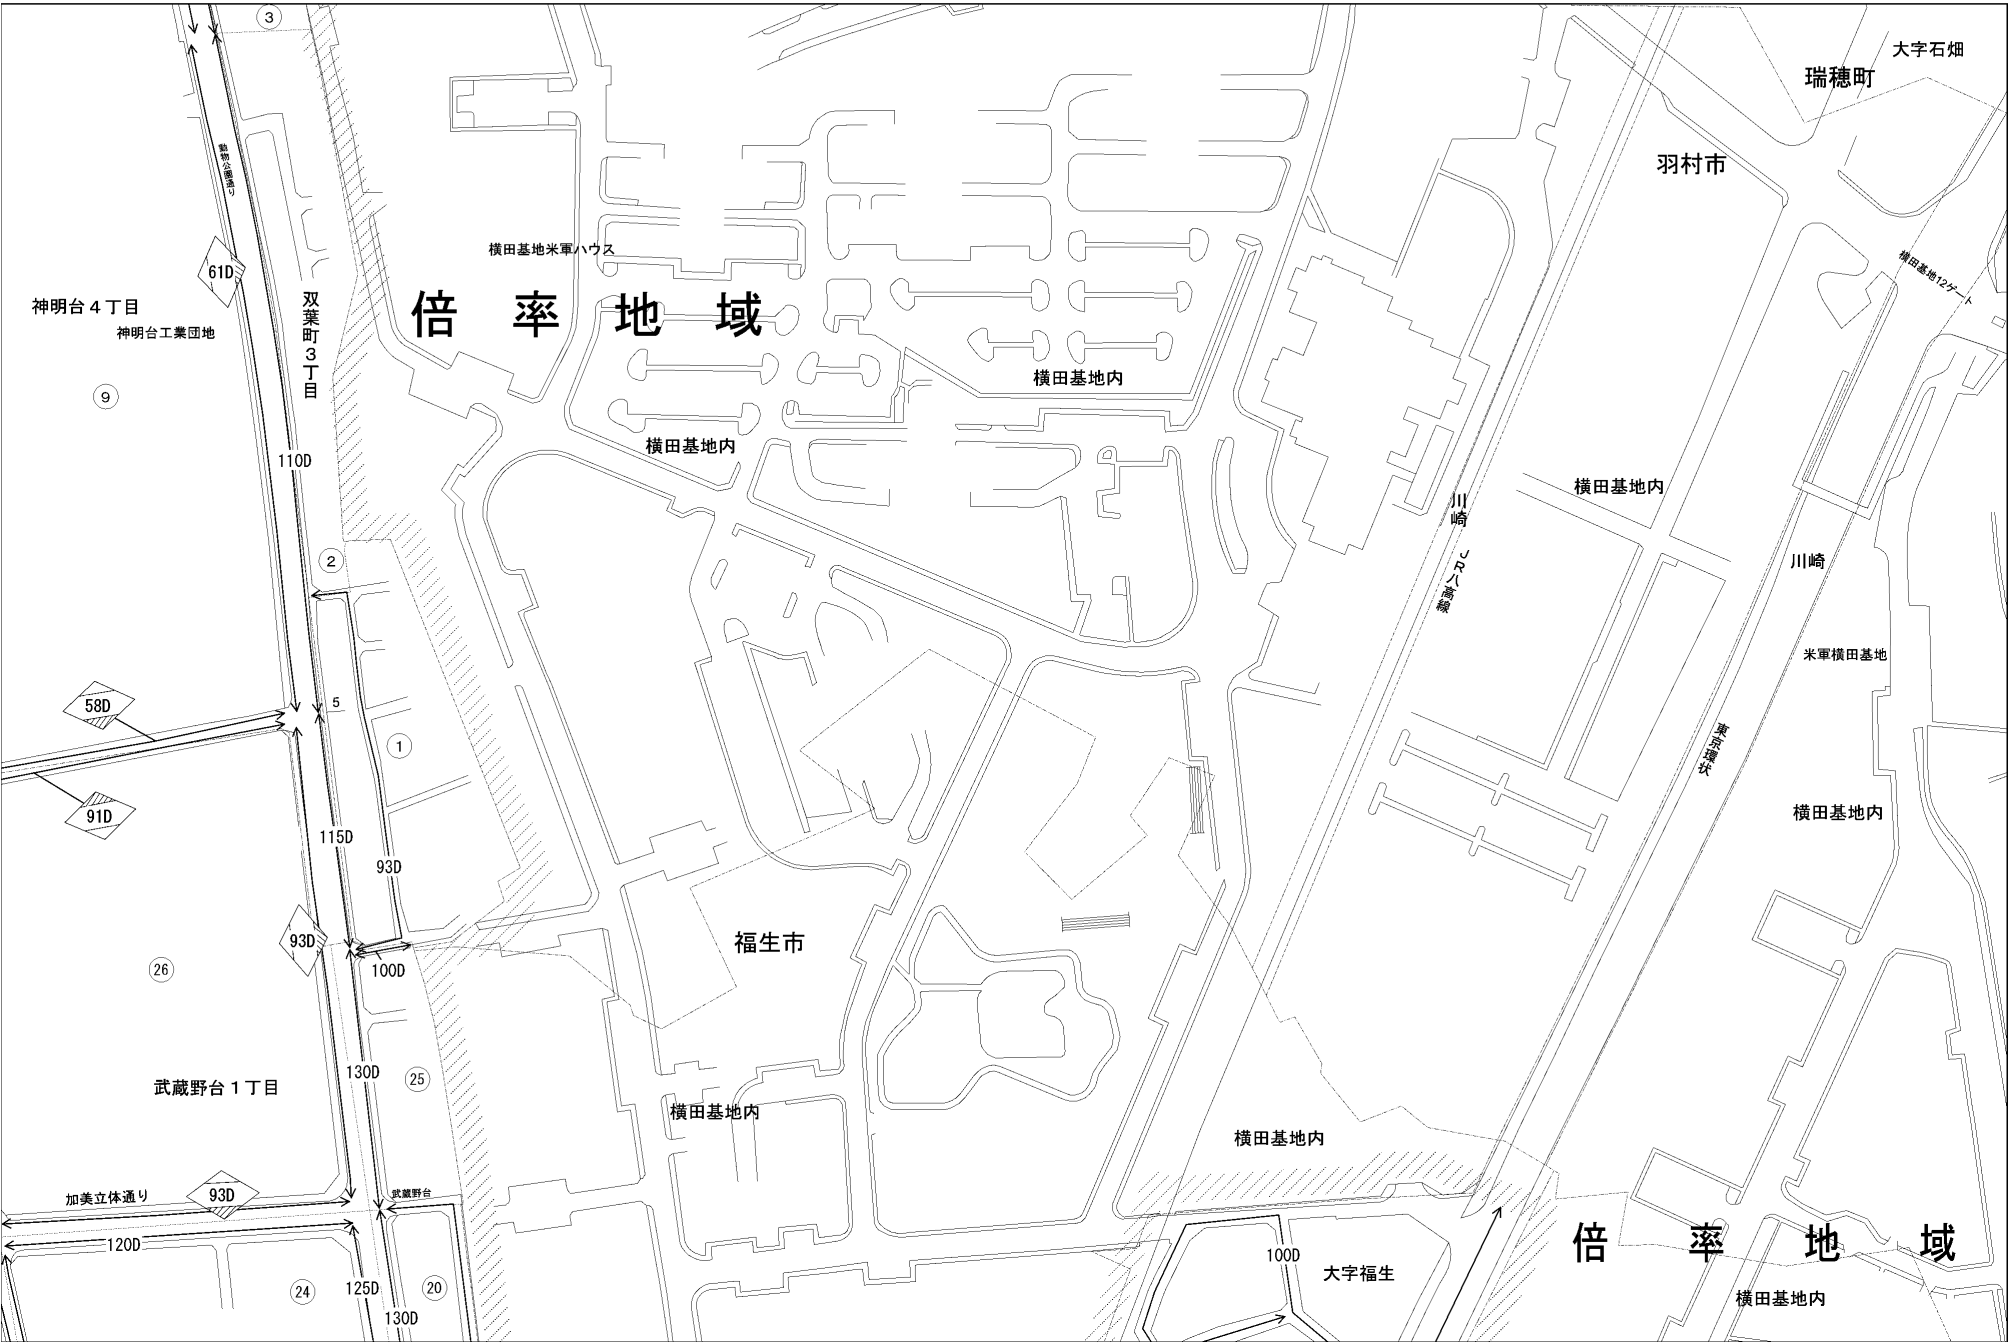 3
大字石畑
瑞穂町
動物公園通り
羽村市
横田基地米軍ハウス
61D
横田基地12ゲート
神明台4丁目
神明台工業団地
双葉町3丁目
倍率地域
横田基地内
9
横田基地内
110D
横田基地内
川崎
2
JR八高線
川崎
米軍横田基地
58D
5
1
東京環状
91D
115D
93D
横田基地内
93D
福生市
26
100D
130D
25
武蔵野台1丁目
横田基地内
横田基地内
加美立体通り
93D
武蔵野台
120D
倍率地域
100D
大字福生
24
125D
20
130D
横田基地内